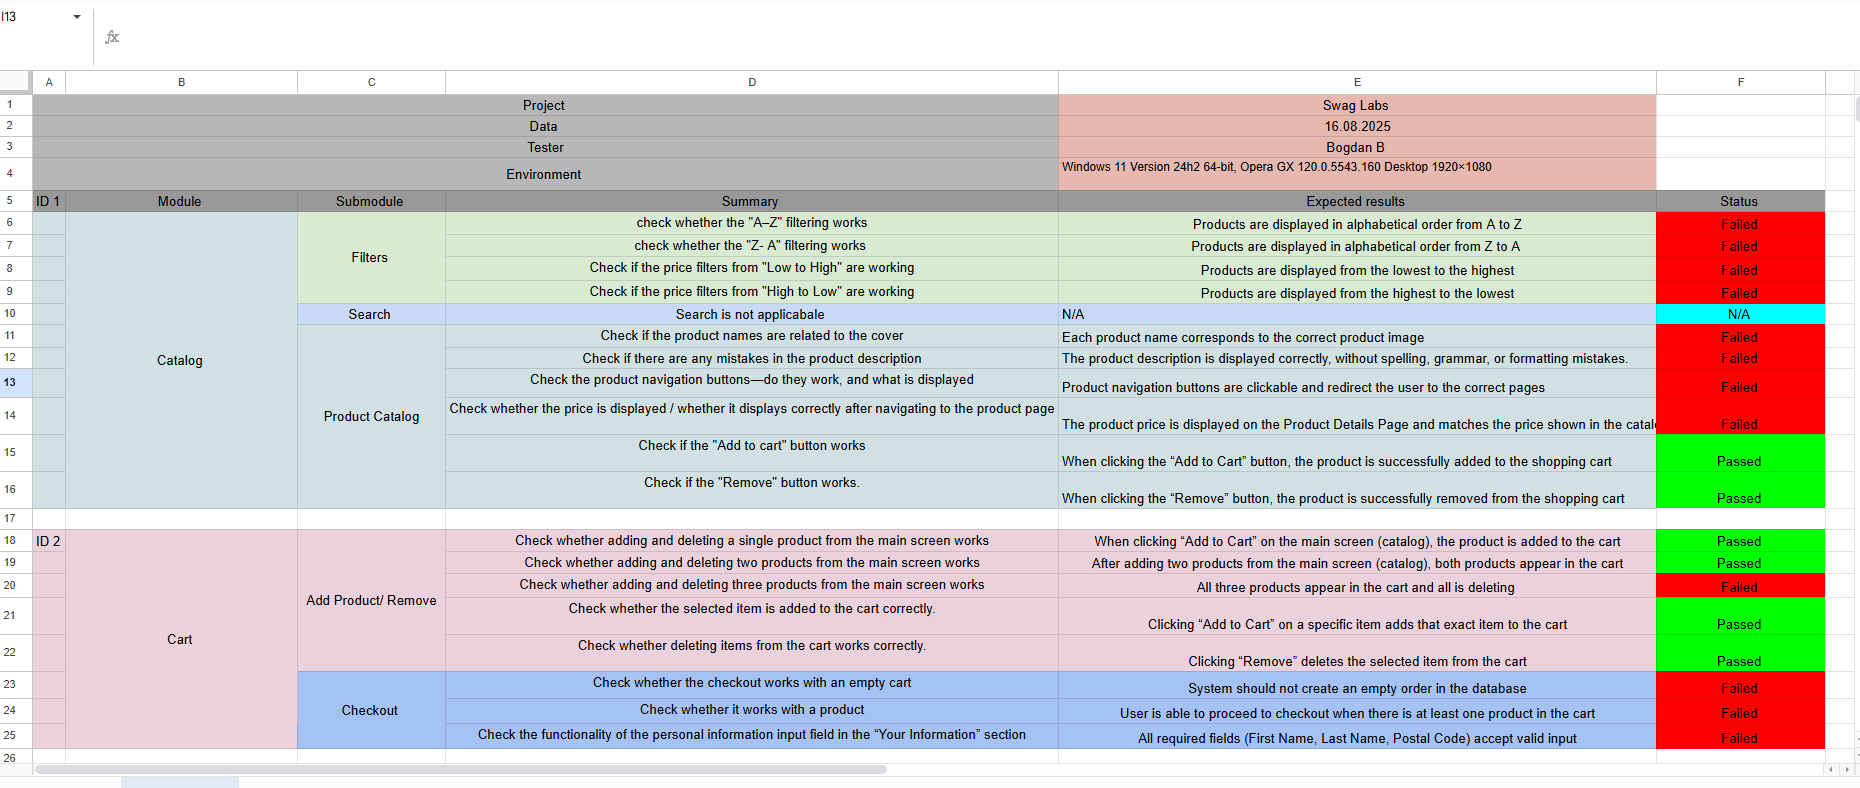 I13
fx
A B C D E F
1 Project Swag Labs
2 Data 16.08.2025
3 Tester Bogdan B
4 Environment Windows 11 Version 24h2 64-bit, Opera GX 120.0.5543.160 Desktop 1920×1080
5 ID 1 Module Submodule Summary Expected results Status
6 check whether the "A–Z" filtering works Products are displayed in alphabetical order from A to Z Failed
7 check whether the "Z- A" filtering works Products are displayed in alphabetical order from Z to A Failed
Filters
8 Check if the price filters from "Low to High" are working Products are displayed from the lowest to the highest Failed
9 Check if the price filters from "High to Low" are working Products are displayed from the highest to the lowest Failed
10 Search Search is not applicabale N/A N/A
11 Check if the product names are related to the cover Each product name corresponds to the correct product image Failed
12 Catalog Check if there are any mistakes in the product description The product description is displayed correctly, without spelling, grammar, or formatting mistakes. Failed
13 Check the product navigation buttons—do they work, and what is displayed Product navigation buttons are clickable and redirect the user to the correct pages Failed
14 Product Catalog Check whether the price is displayed / whether it displays correctly after navigating to the product page The product price is displayed on the Product Details Page and matches the price shown in the catal Failed
15 Check if the "Add to cart" button works When clicking the “Add to Cart” button, the product is successfully added to the shopping cart Passed
16 Check if the "Remove" button works. When clicking the “Remove” button, the product is successfully removed from the shopping cart Passed
17
18 ID 2 Check whether adding and deleting a single product from the main screen works When clicking “Add to Cart” on the main screen (catalog), the product is added to the cart Passed
19 Check whether adding and deleting two products from the main screen works After adding two products from the main screen (catalog), both products appear in the cart Passed
20 Check whether adding and deleting three products from the main screen works All three products appear in the cart and all is deleting Failed
Add Product/ Remove
21 Check whether the selected item is added to the cart correctly. Clicking “Add to Cart” on a specific item adds that exact item to the cart Passed
Cart
22 Check whether deleting items from the cart works correctly. Clicking “Remove” deletes the selected item from the cart Passed
23 Check whether the checkout works with an empty cart System should not create an empty order in the database Failed
24 Checkout Check whether it works with a product User is able to proceed to checkout when there is at least one product in the cart Failed
25 Check the functionality of the personal information input field in the “Your Information” section All required fields (First Name, Last Name, Postal Code) accept valid input Failed
26